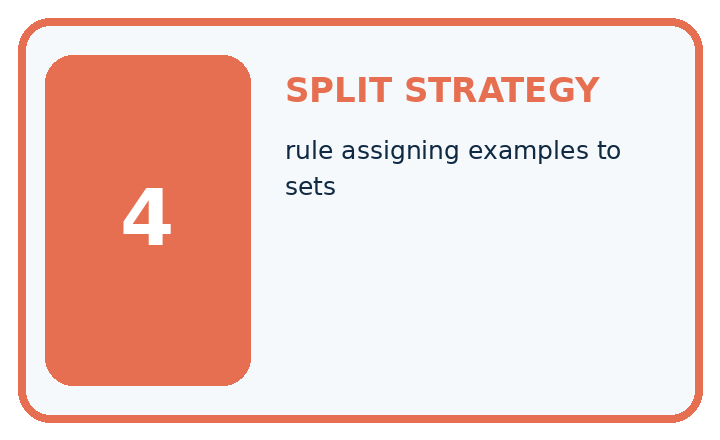 4
SPLIT STRATEGY
rule assigning examples to
sets